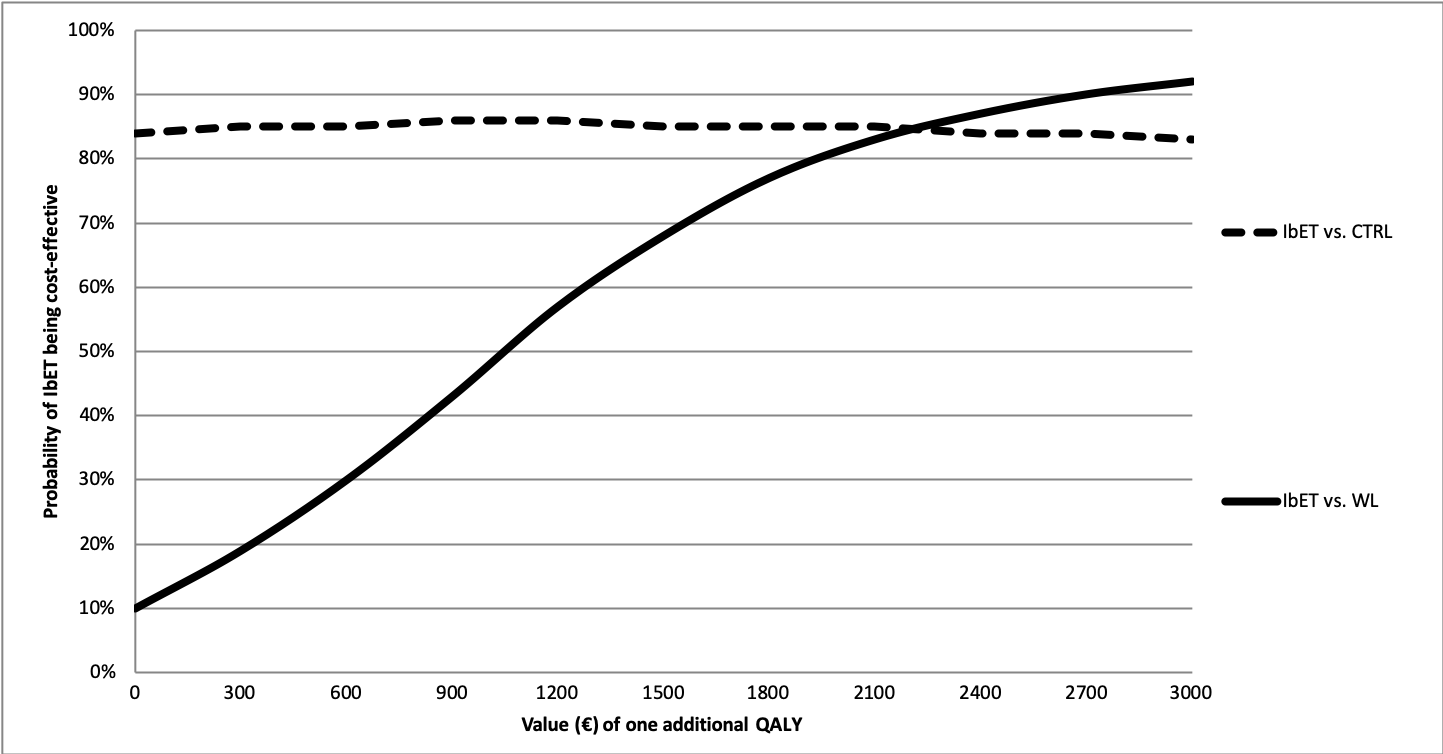 100%
90%
80%
70%
60%
50%
40%
30%
20%
10%
0%
Probability of IbET being cost-effective
0 300 600 900 1200 1500 1800 2100 2400 2700 3000
Value (€) of one additional QALY
IbET vs. CTRL
IbET vs. WL